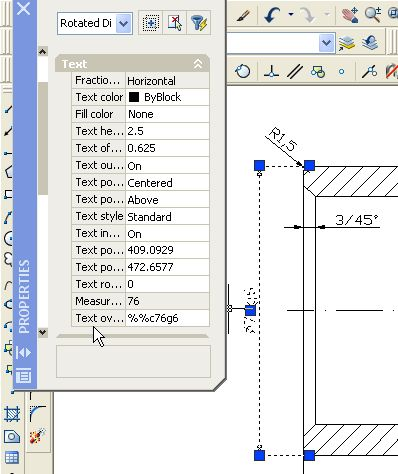 Rotated Di
Text
Fractio... Horizontal
Text color ByBlock
Fill color None
Text he... 2.5
Text of... 0.625
Text ou... On
Text po... Centered
Text po... Above
Text style Standard
Text in... On
Text po... 409.0929
Text po... 472.6577
Text ro... 0
Measur... 76
Text ov... %%c76g6
PROPERTIES
R1,5
3/45°